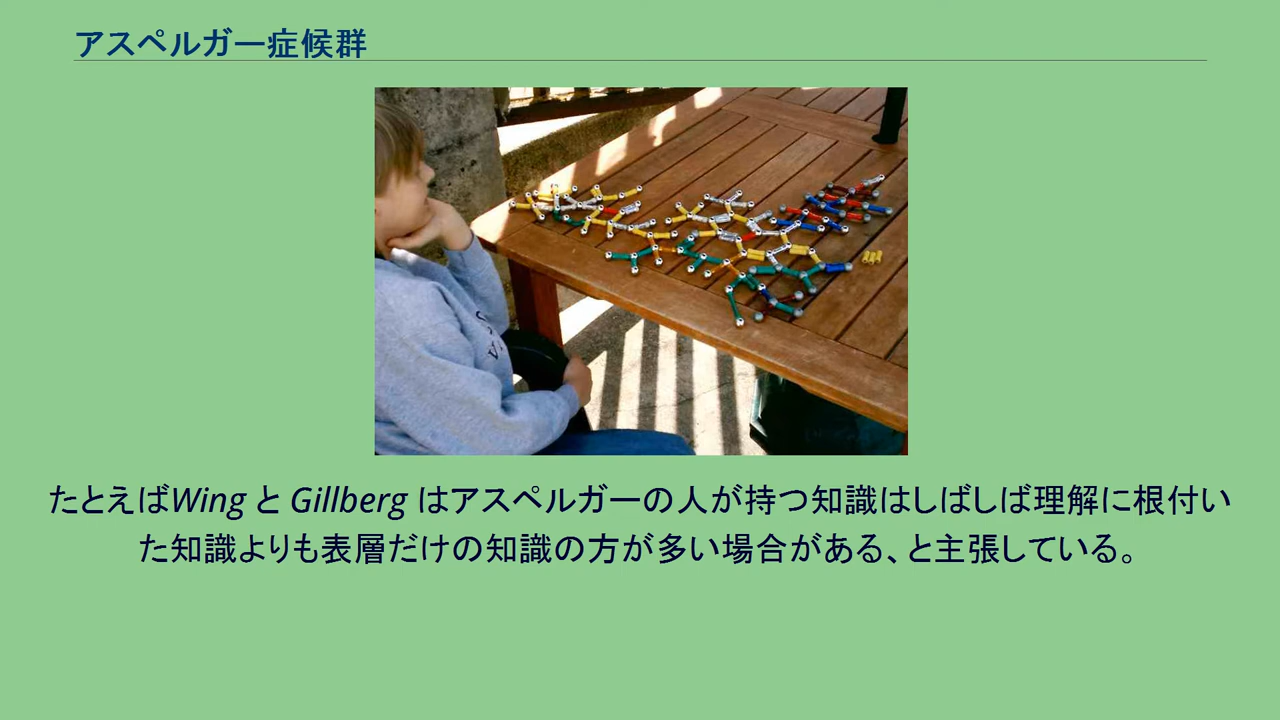 アスペルガー症候群
たとえばWing と Gillberg はアスペルガーの人が持つ知識はしばしば理解に根付い
た知識よりも表層だけの知識の方が多い場合がある、と主張している。